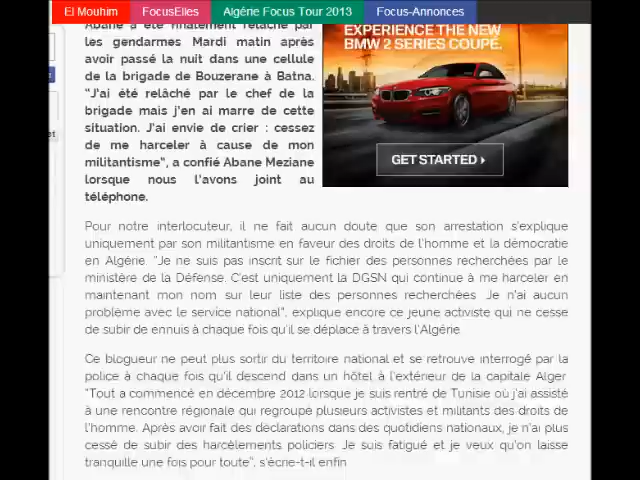 El Mouhim FocusElles Algérie Focus Tour 2013 Focus-Annonces
Abane a été finalement relâché par
les gendarmes Mardi matin après
avoir passé la nuit dans une cellule
de la brigade de Bouzerane à Batna.
"J'ai été relâché par le chef de la
brigade mais j'en ai marre de cette
situation. J'ai envie de crier : cessez
de me harceler à cause de mon
militantisme", a confié Abane Meziane
lorsque nous l'avons joint au
téléphone.
EXPERIENCE THE NEW
BMW 2 SERIES COUPE.
GET STARTED
Pour notre interlocuteur, il ne fait aucun doute que son arrestation s'explique
uniquement par son militantisme en faveur des droits de l'homme et la démocratie
en Algérie. "Je ne suis pas inscrit sur le fichier des personnes recherchées par le
ministère de la Défense. C'est uniquement la DGSN qui continue à me harceler en
maintenant mon nom sur leur liste des personnes recherchées. Je n'ai aucun
problème avec le service national", explique encore ce jeune activiste qui ne cesse
de subir de ennuis à chaque fois qu'il se déplace à travers l'Algérie.
Ce blogueur ne peut plus sortir du territoire national et se retrouve interrogé par la
police à chaque fois qu'il descend dans un hôtel à l'extérieur de la capitale Alger.
"Tout a commencé en décembre 2012 lorsque je suis rentré de Tunisie où j'ai assisté
à une rencontre régionale qui regroupé plusieurs activistes et militants des droits de
l'homme. Après avoir fait des déclarations dans des quotidiens nationaux, je n'ai plus
cessé de subir des harcèlements policiers. Je suis fatigué et je veux qu'on laisse
tranquille une fois pour toute", s'écrie-t-il enfin